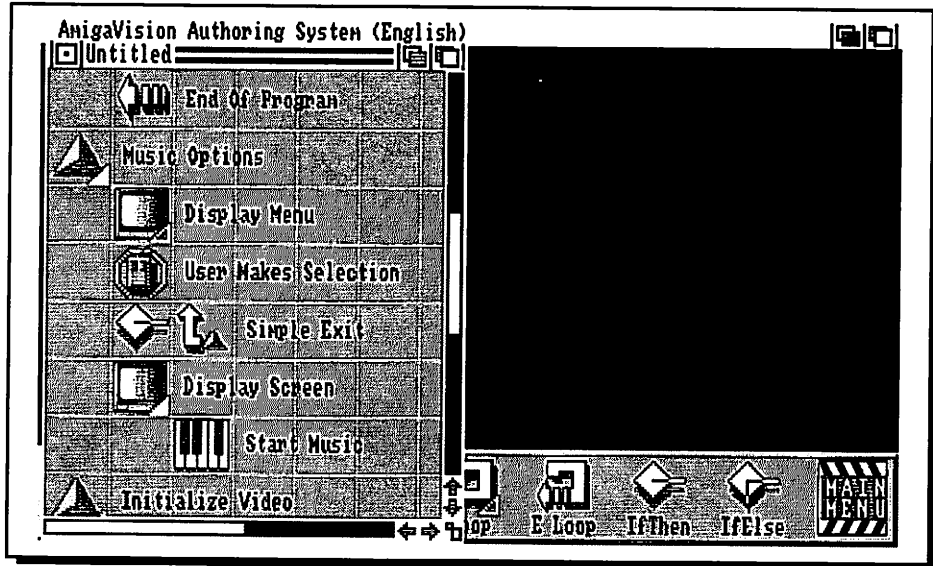 AmigaVision Authoring System (English)
Untitled
End Of Program
Music Options
Display Menu
User Makes Selection
Simple Exit
Display Screen
Start Music
Initialize Video
op
E Loop
IfThen
IfElse
MAIN
MENU